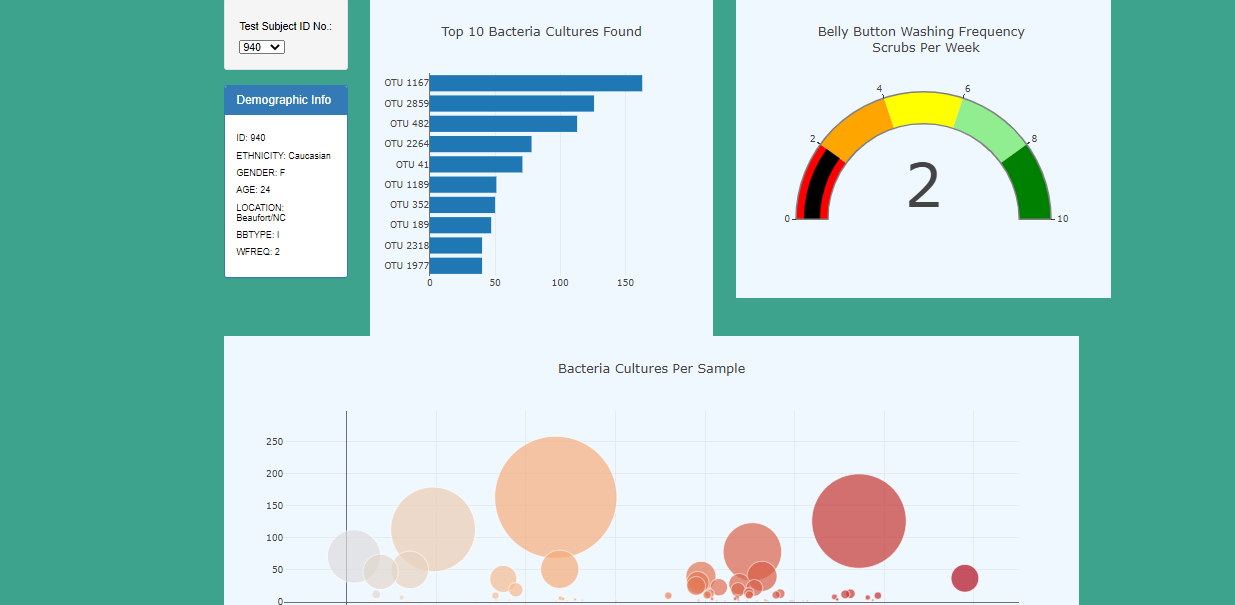 Test Subject ID No.:
940
Demographic Info
ID: 940
ETHNICITY: Caucasian
GENDER: F
AGE: 24
LOCATION:
Beaufort/NC
BBTYPE: I
WFREQ: 2
Top 10 Bacteria Cultures Found
OTU 1167
OTU 2859
OTU 482
OTU 2264
OTU 41
OTU 1189
OTU 352
OTU 189
OTU 2318
OTU 1977
0 50 100 150
Belly Button Washing Frequency
Scrubs Per Week
4 6
2 8
2
0 10
Bacteria Cultures Per Sample
250
200
150
100
50
0